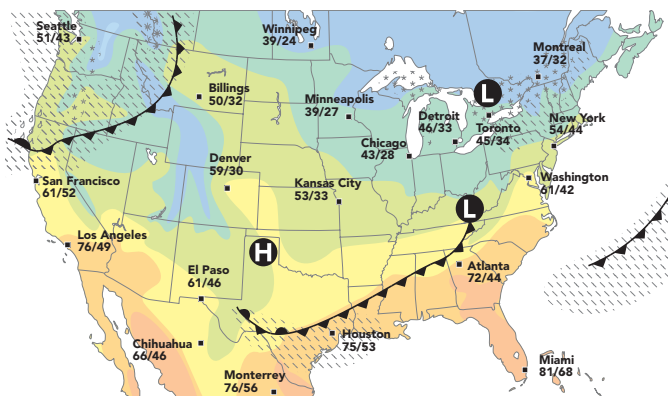 Seattle
51/43
Winnipeg
39/24
Montreal
37/32
Billings
50/32
Minneapolis
39/27
L
Detroit
46/33
Toronto
45/34
New York
54/44
Chicago
43/28
Denver
59/30
Kansas City
53/33
Washington
61/42
San Francisco
61/52
L
Los Angeles
76/49
H
El Paso
61/46
Atlanta
72/44
Chihuahua
66/46
Houston
75/53
Monterrey
76/56
Miami
81/68